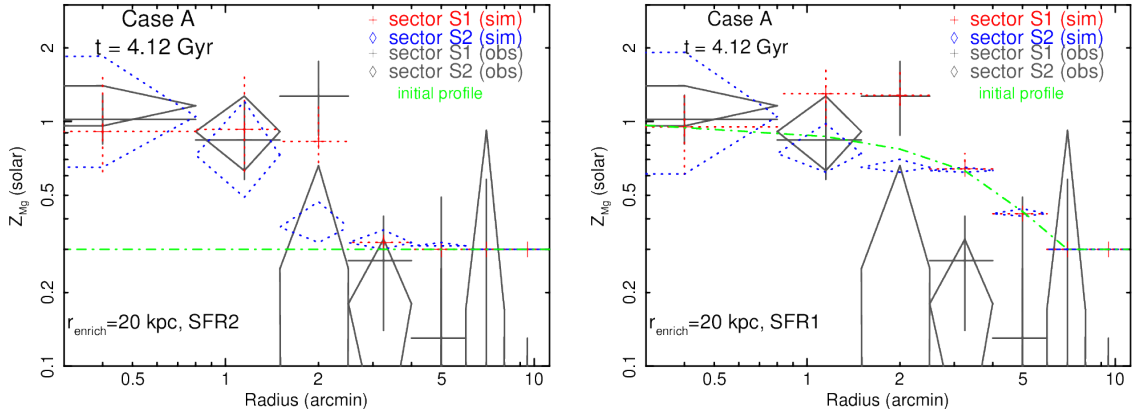 Case A
t = 4.12 Gyr
sector S1 (sim)
sector S2 (sim)
sector S1 (obs)
sector S2 (obs)
initial profile
Z_Mg (solar)
2
1
0.5
0.2
0.1
r_enrich=20 kpc, SFR2
0.5
1
2
5
10
Radius (arcmin)
Case A
t = 4.12 Gyr
sector S1 (sim)
sector S2 (sim)
sector S1 (obs)
sector S2 (obs)
initial profile
Z_Mg (solar)
2
1
0.5
0.2
0.1
r_enrich=20 kpc, SFR1
0.5
1
2
5
10
Radius (arcmin)